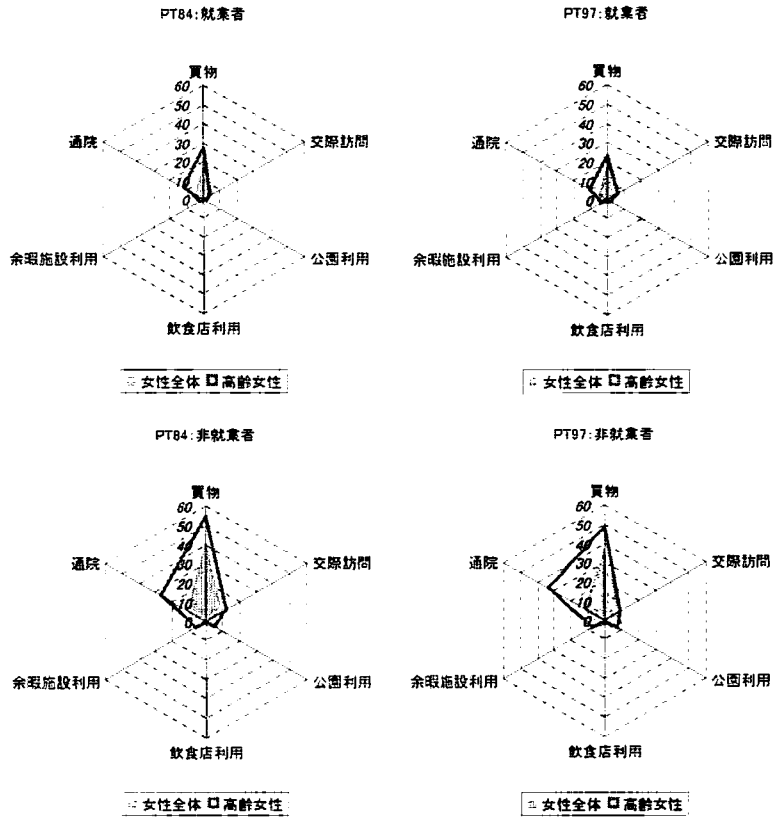 PT84:就業者
買物
60
50
40
30
20
10
0
通院
交際訪問
余暇施設利用
公園利用
飲食店利用
女性全体 高齢女性
PT97:就業者
買物
60
50
40
30
20
10
0
通院
交際訪問
余暇施設利用
公園利用
飲食店利用
女性全体 高齢女性
PT84:非就業者
買物
60
50
40
30
20
10
0
通院
交際訪問
余暇施設利用
公園利用
飲食店利用
女性全体 高齢女性
PT97:非就業者
買物
60
50
40
30
20
10
0
通院
交際訪問
余暇施設利用
公園利用
飲食店利用
女性全体 高齢女性